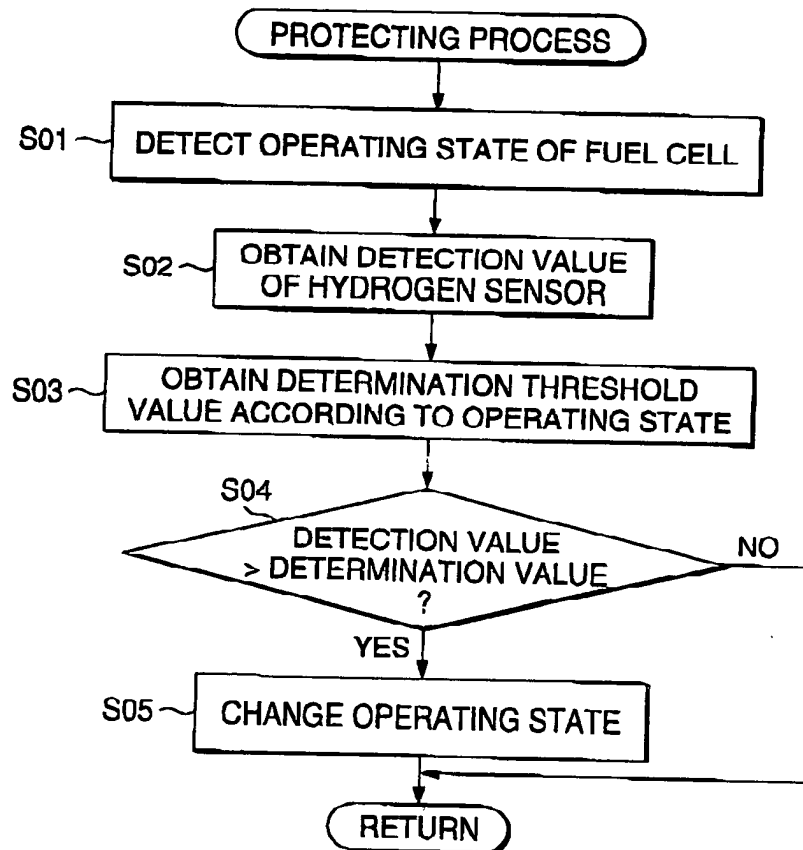 PROTECTING PROCESS
S01
DETECT OPERATING STATE OF FUEL CELL
S02
OBTAIN DETECTION VALUE
OF HYDROGEN SENSOR
S03
OBTAIN DETERMINATION THRESHOLD
VALUE ACCORDING TO OPERATING STATE
S04
DETECTION VALUE
> DETERMINATION VALUE
?
NO
YES
S05
CHANGE OPERATING STATE
RETURN